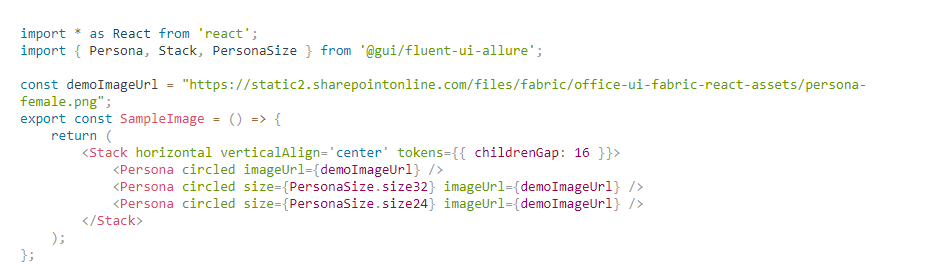 import * as React from 'react';
import { Persona, Stack, PersonaSize } from '@gui/fluent-ui-allure';
const demoImageUrl = "https://static2.sharepointonline.com/files/fabric/office-ui-fabric-react-assets/persona-
female.png";
export const SampleImage = () => {
    return (
        <Stack horizontal verticalAlign='center' tokens={{ childrenGap: 16 }}>
            <Persona circled imageUrl={demoImageUrl} />
            <Persona circled size={PersonaSize.size32} imageUrl={demoImageUrl} />
            <Persona circled size={PersonaSize.size24} imageUrl={demoImageUrl} />
        </Stack>
    );
};